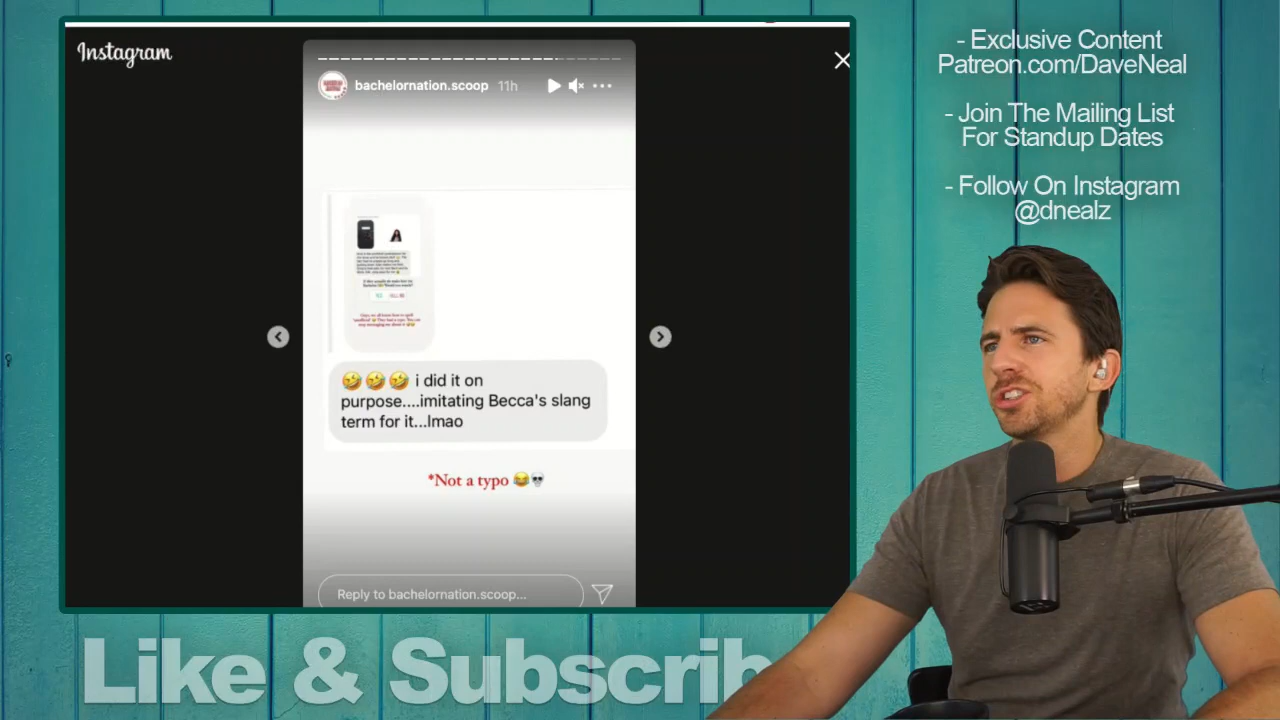 Instagram
bachelornation.scoop 11h
🤣🤣🤣 i did it on
purpose....imitating Becca's slang
term for it...lmao
*Not a typo 😂💀
Reply to bachelornation.scoop...
- Exclusive Content
Patreon.com/DaveNeal
- Join The Mailing List
For Standup Dates
- Follow On Instagram
@dnealz
Like & Subscrib